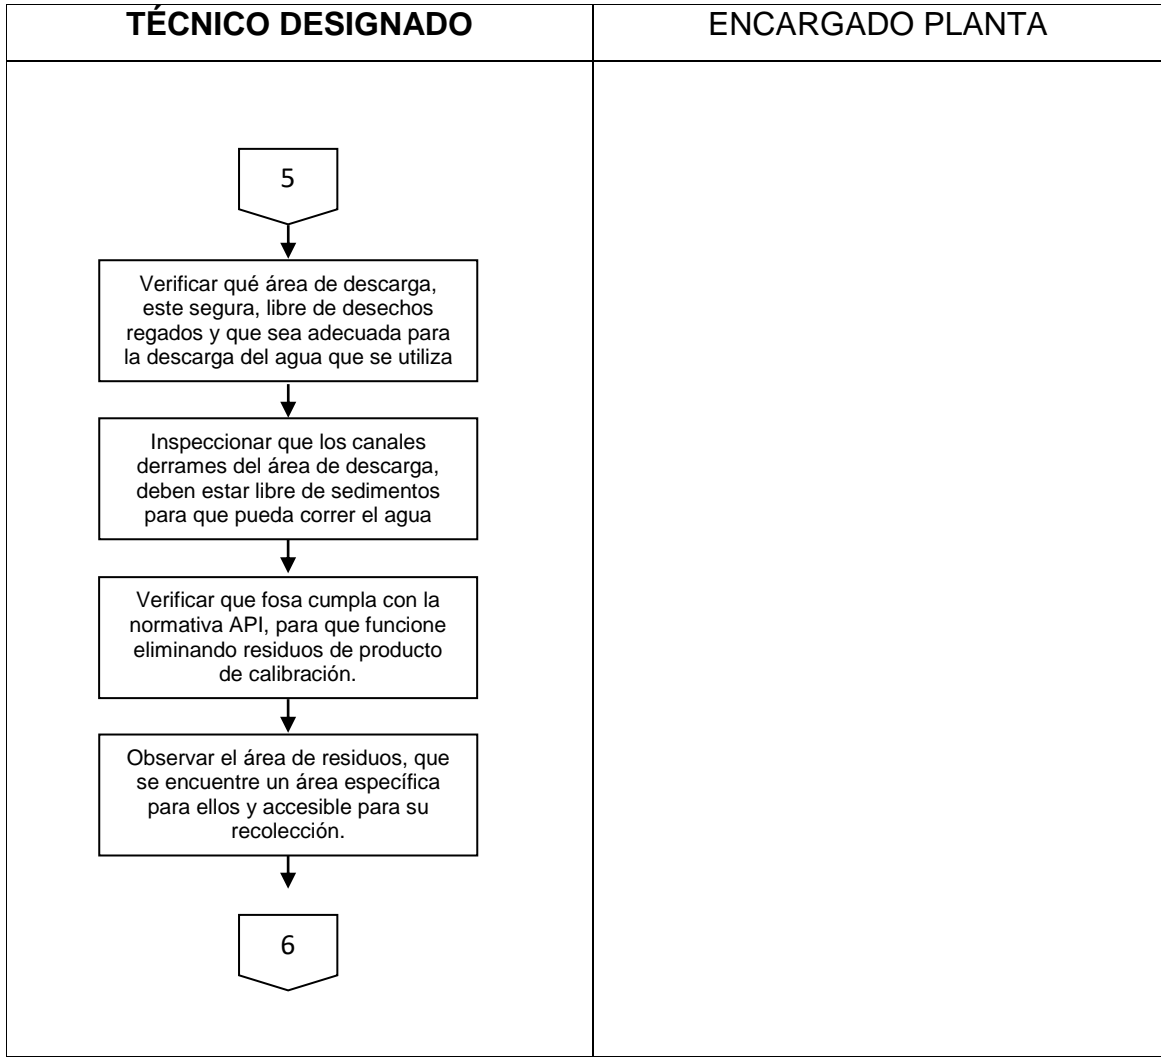 TÉCNICO DESIGNADO
ENCARGADO PLANTA
5
Verificar qué área de descarga,
este segura, libre de desechos
regados y que sea adecuada para
la descarga del agua que se utiliza
Inspeccionar que los canales
derrames del área de descarga,
deben estar libre de sedimentos
para que pueda correr el agua
Verificar que fosa cumpla con la
normativa API, para que funcione
eliminando residuos de producto
de calibración.
Observar el área de residuos, que
se encuentre un área específica
para ellos y accesible para su
recolección.
6